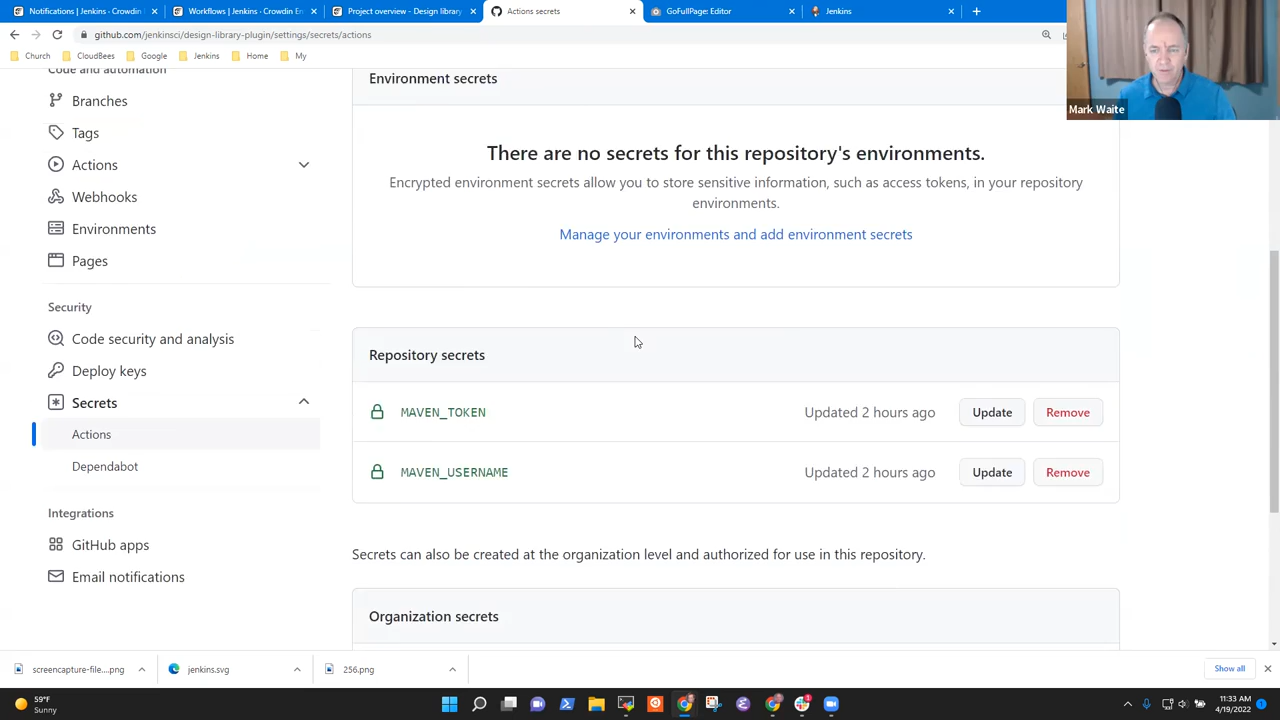 Notifications | Jenkins - Crowdin
Workflows | Jenkins - Crowdin En
Project overview - Design library
Actions secrets
GoFullPage: Editor
Jenkins
github.com/jenkinsci/design-library-plugin/settings/secrets/actions
Church
CloudBees
Google
Jenkins
Home
My
Mark Waite
Code and automation
Branches
Tags
Actions
Webhooks
Environments
Pages
Security
Code security and analysis
Deploy keys
Secrets
Actions
Dependabot
Integrations
GitHub apps
Email notifications
Environment secrets
There are no secrets for this repository's environments.
Encrypted environment secrets allow you to store sensitive information, such as access tokens, in your repository
environments.
Manage your environments and add environment secrets
Repository secrets
MAVEN_TOKEN Updated 2 hours ago Update Remove
MAVEN_USERNAME Updated 2 hours ago Update Remove
Secrets can also be created at the organization level and authorized for use in this repository.
Organization secrets
screencapture-file....png
jenkins.svg
256.png
Show all
59°F
Sunny
11:33 AM
4/19/2022